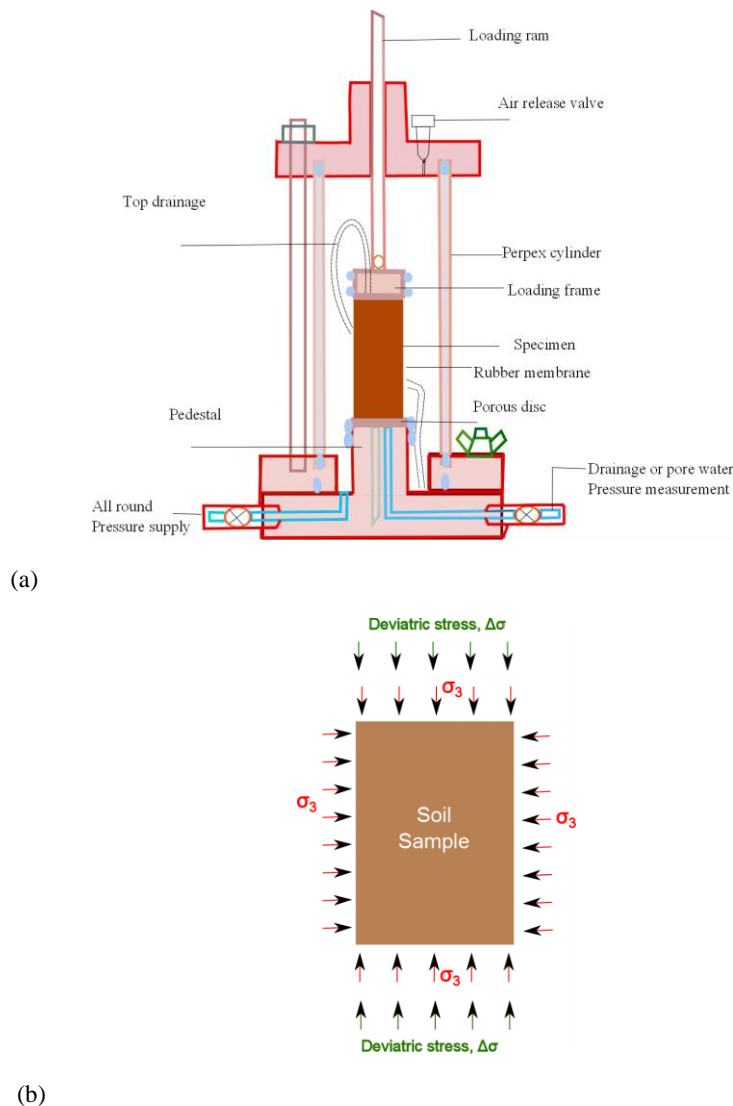 Loading ram
Air release valve
Top drainage
Perpex cylinder
Loading frame
Specimen
Rubber membrane
Porous disc
Pedestal
Drainage or pore water
Pressure measurement
All round
Pressure supply
(a)
Deviatric stress, Δσ
σ3
σ3
Soil
Sample
σ3
σ3
Deviatric stress, Δσ
(b)